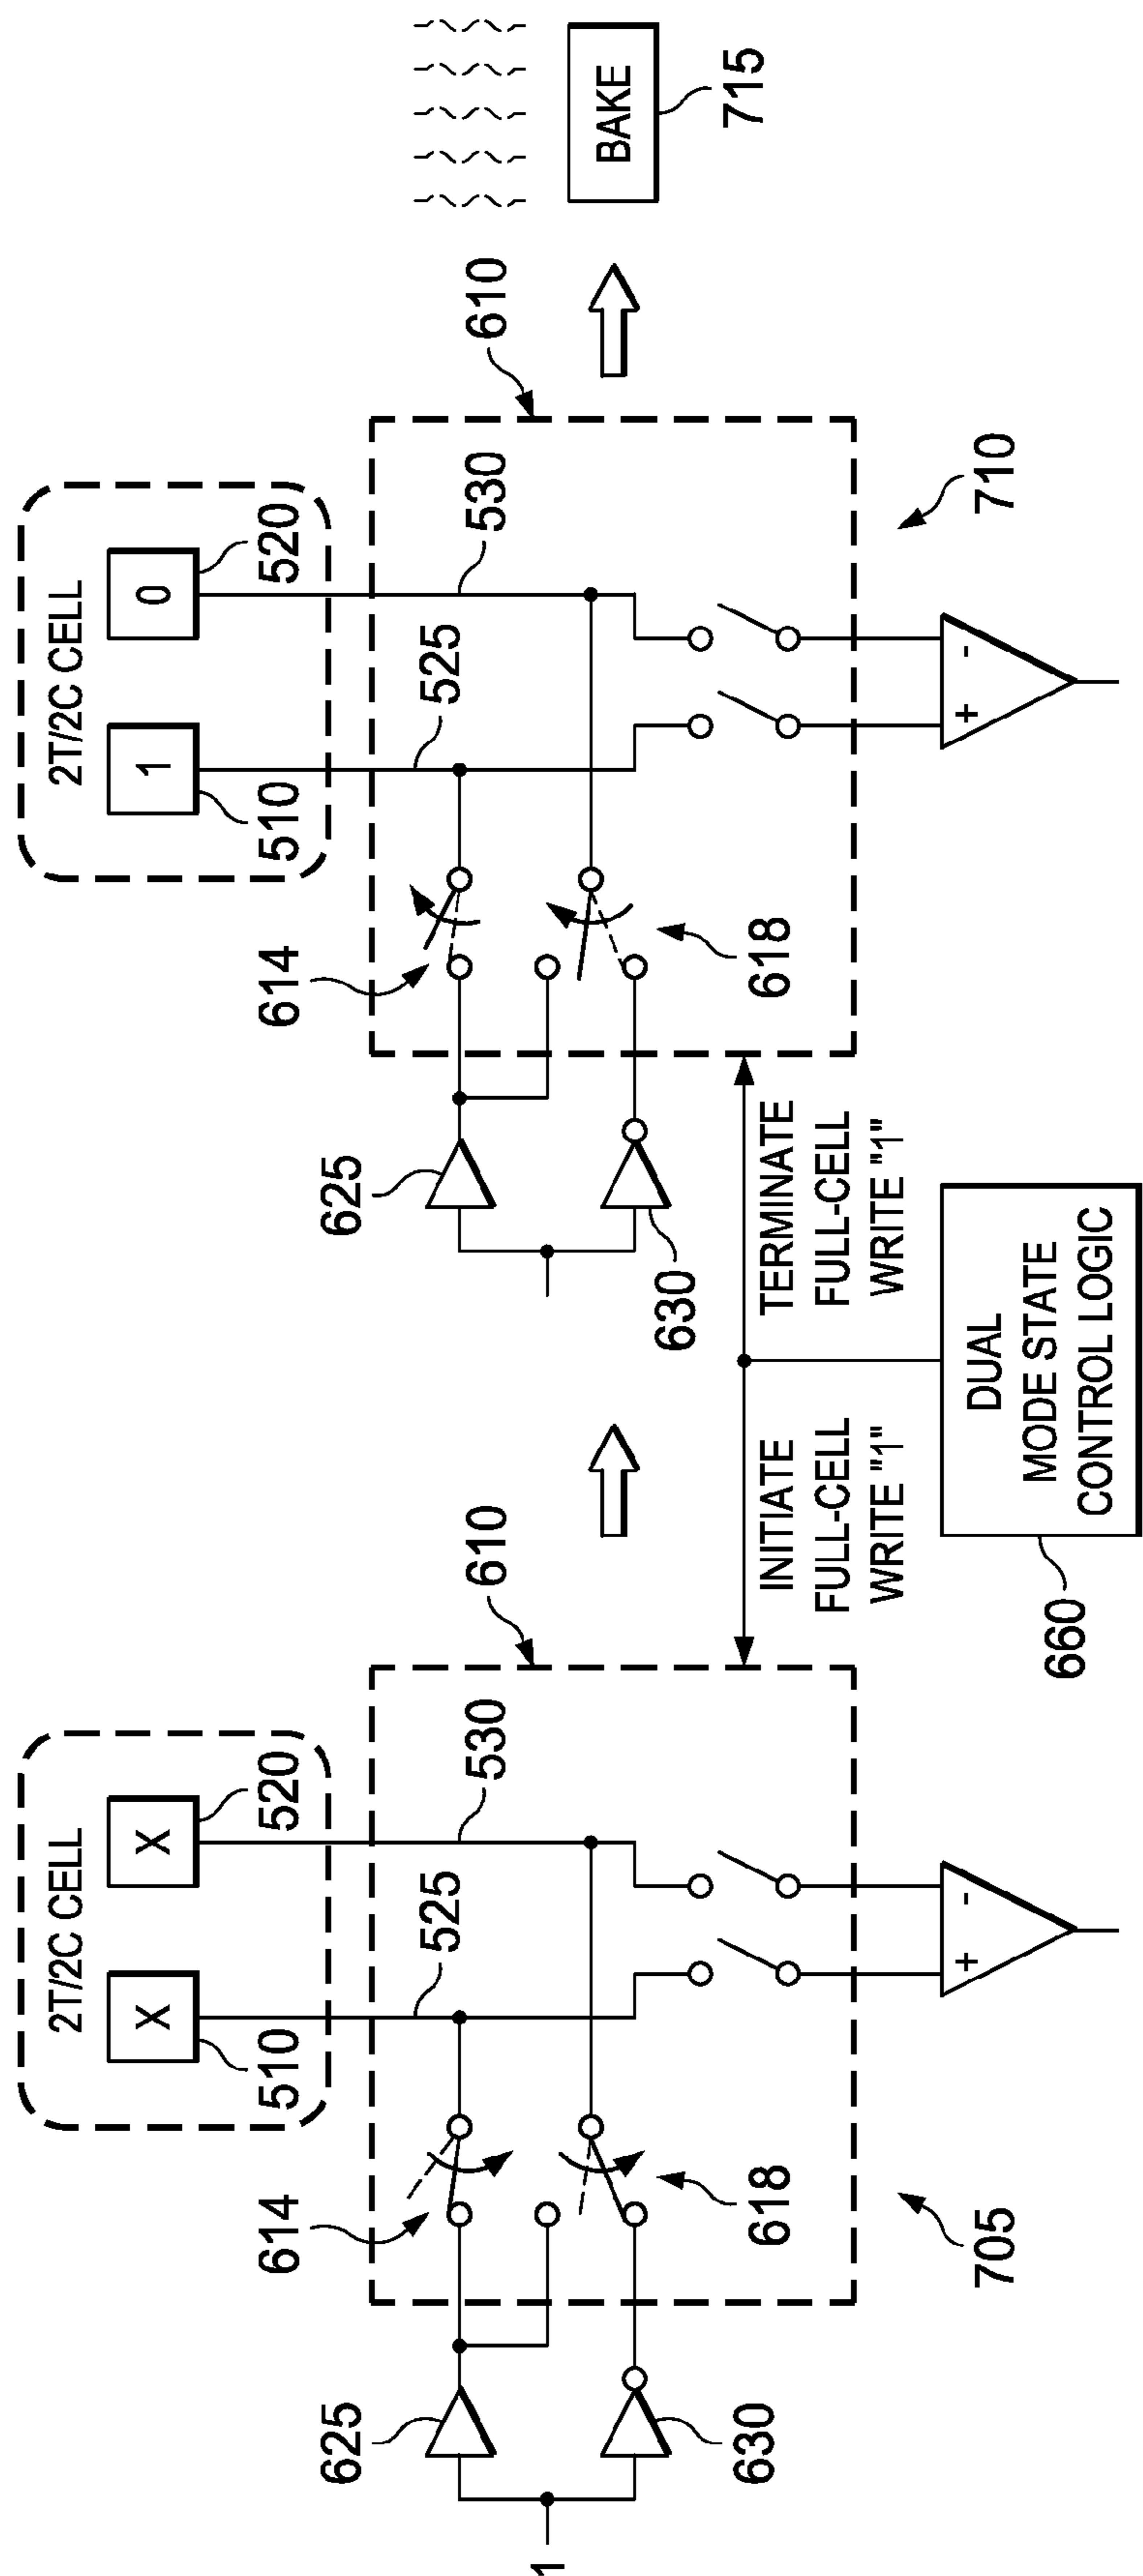 2T/2C CELL
X
X
510
520
525
530
610
614
618
625
630
1
+
-
705
INITIATE
FULL-CELL
WRITE "1"
TERMINATE
FULL-CELL
WRITE "1"
DUAL
MODE STATE
CONTROL LOGIC
660
2T/2C CELL
1
0
510
520
525
530
610
614
618
625
630
+
-
710
BAKE
715